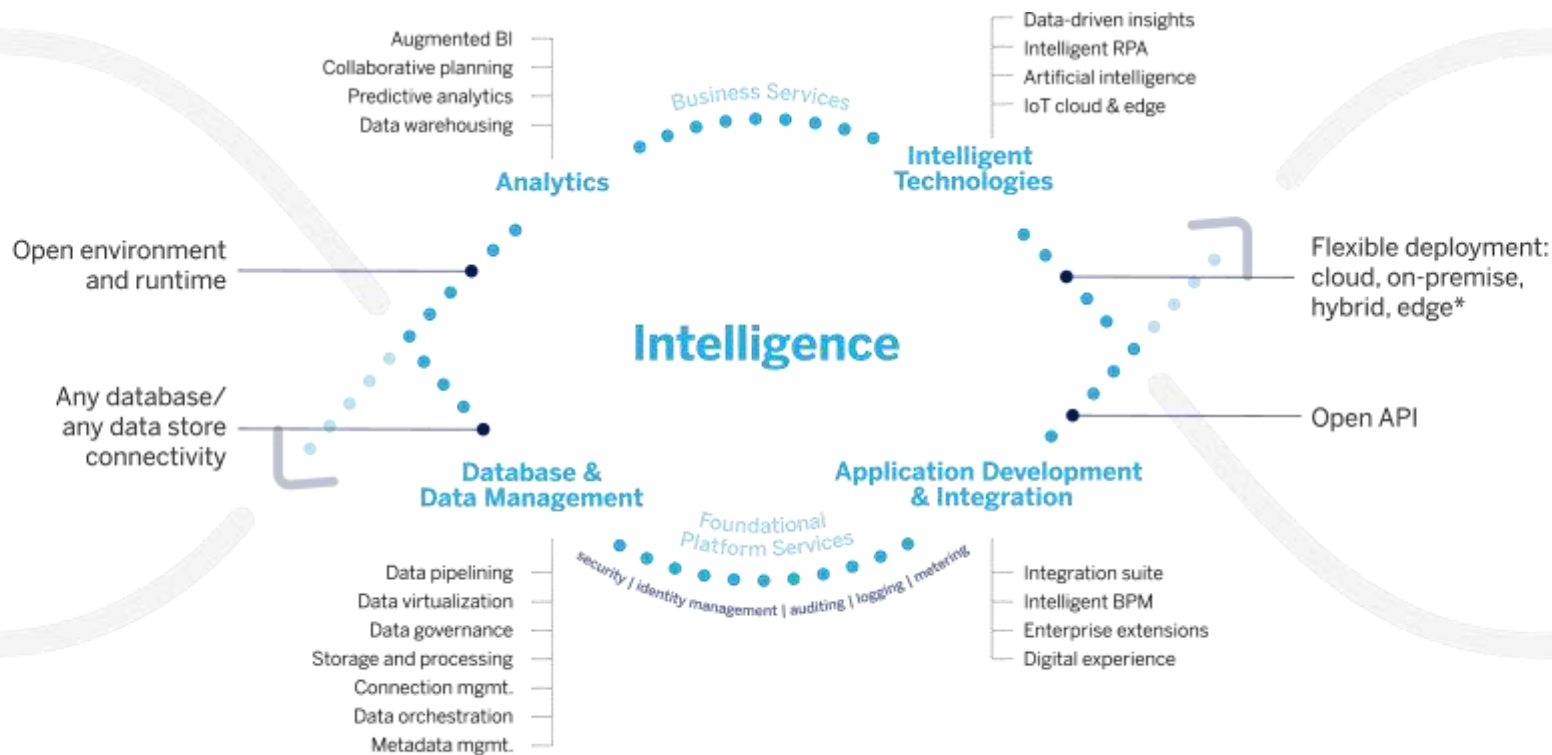 Augmented BI
Collaborative planning
Predictive analytics
Data warehousing
Analytics
Business Services
Data-driven insights
Intelligent RPA
Artificial intelligence
IoT cloud & edge
Intelligent
Technologies
Open environment
and runtime
Flexible deployment:
cloud, on-premise,
hybrid, edge*
Intelligence
Any database/
any data store
connectivity
Open API
Database &
Data Management
Application Development
& Integration
Foundational
Platform Services
security | identity management | auditing | logging | metering
Data pipelining
Data virtualization
Data governance
Storage and processing
Connection mgmt.
Data orchestration
Metadata mgmt.
Integration suite
Intelligent BPM
Enterprise extensions
Digital experience